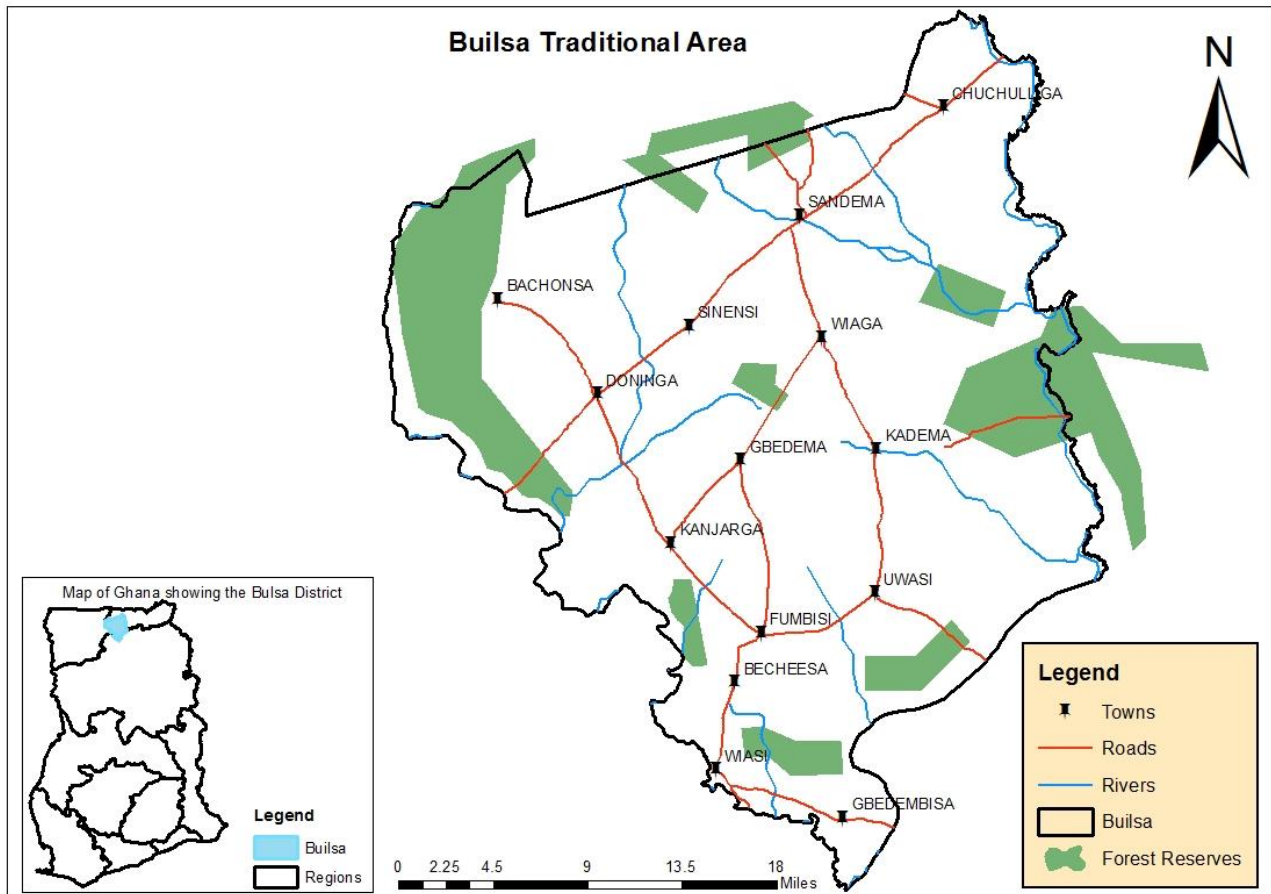 Builsa Traditional Area
N
CHUCHULLIGA
SANDEMA
BACHONSA
SINENSI
WIAGA
DONINGA
KADEMA
GBEDEMA
KANJARGA
UWASI
FUMBISI
BECHEESA
WIASI
GBEDEMBISA
Map of Ghana showing the Bulsa District
Legend
Builsa
Regions
0 2.25 4.5 9 13.5 18
Miles
Legend
Towns
Roads
Rivers
Builsa
Forest Reserves